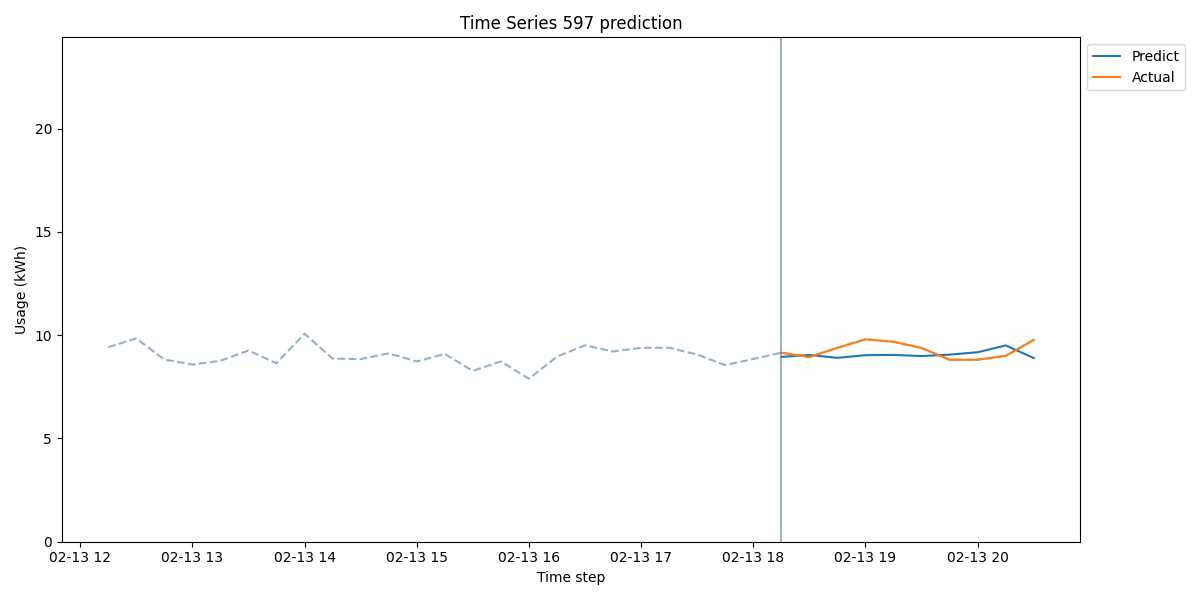 Time Series 597 prediction
Predict
Actual
Usage (kWh)
20
15
10
5
0
02-13 12
02-13 13
02-13 14
02-13 15
02-13 16
02-13 17
02-13 18
02-13 19
02-13 20
Time step